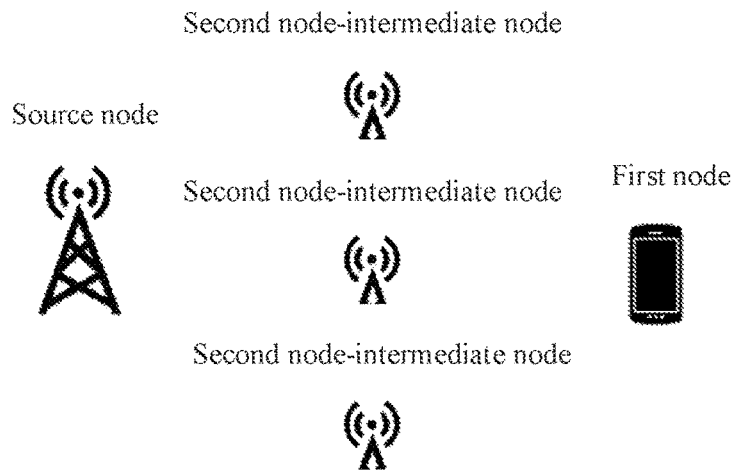 Second node-intermediate node
Source node
Second node-intermediate node
First node
Second node-intermediate node